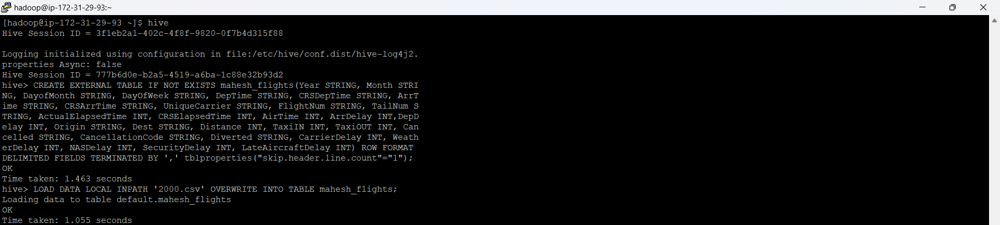 hadoop@ip-172-31-29-93:~
[hadoop@ip-172-31-29-93 ~]$ hive
Hive Session ID = 3f1eb2a1-402c-4f8f-9820-0f7b4d315f88
Logging initialized using configuration in file:/etc/hive/conf.dist/hive-log4j2.
properties Async: false
Hive Session ID = 777b6d0e-b2a5-4519-a6ba-1c88e32b93d2
hive> CREATE EXTERNAL TABLE IF NOT EXISTS mahesh_flights(Year STRING, Month STRI
NG, DayofMonth STRING, DayOfWeek STRING, DepTime STRING, CRSDepTime STRING, ArrT
ime STRING, CRSArrTime STRING, UniqueCarrier STRING, FlightNum STRING, TailNum S
TRING, ActualElapsedTime INT, CRSElapsedTime INT, AirTime INT, ArrDelay INT,DepD
elay INT, Origin STRING, Dest STRING, Distance INT, TaxiIN INT, TaxiOUT INT, Can
celled STRING, CancellationCode STRING, Diverted STRING, CarrierDelay INT, Weath
erDelay INT, NASDelay INT, SecurityDelay INT, LateAircraftDelay INT) ROW FORMAT
DELIMITED FIELDS TERMINATED BY ',' tblproperties("skip.header.line.count"="1");
OK
Time taken: 1.463 seconds
hive> LOAD DATA LOCAL INPATH '2000.csv' OVERWRITE INTO TABLE mahesh_flights;
Loading data to table default.mahesh_flights
OK
Time taken: 1.055 seconds